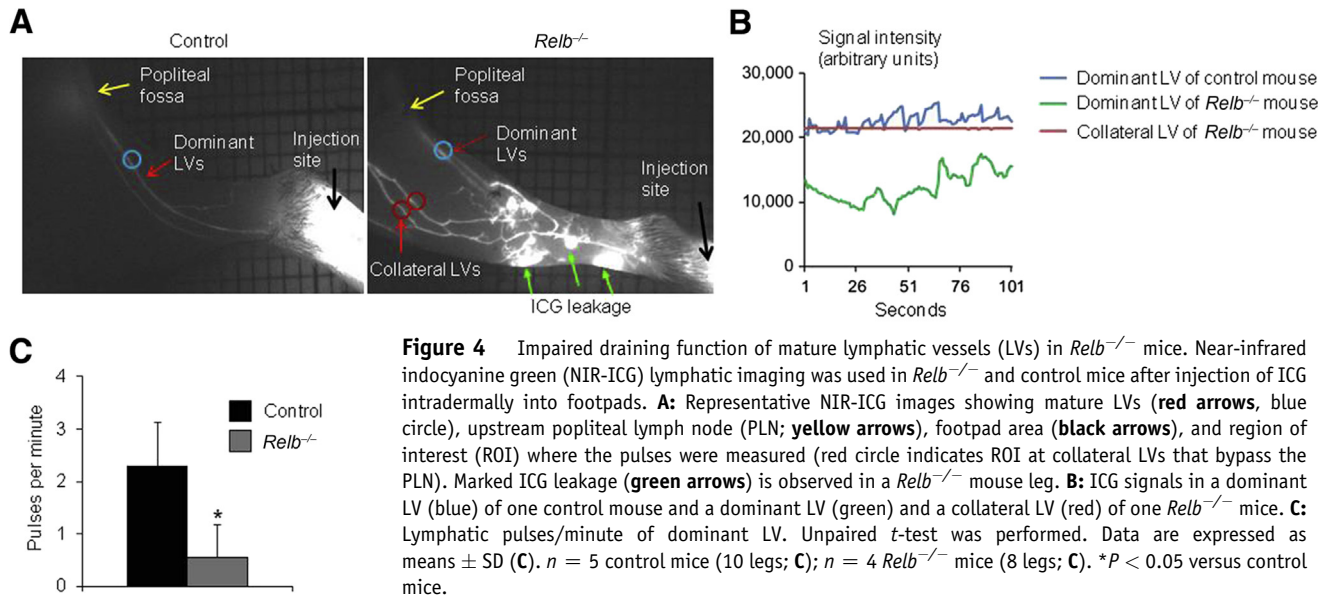 A
Control
Relb−/−
Popliteal
fossa
Dominant
LVs
Injection
site
Popliteal
fossa
Dominant
LVs
Injection
site
Collateral LVs
ICG leakage
B
Signal intensity
(arbitrary units)
30,000
20,000
10,000
0
1 26 51 76 101
Seconds
Dominant LV of control mouse
Dominant LV of Relb−/− mouse
Collateral LV of Relb−/− mouse
C
Pulses per minute
4
3
2
1
0
Control
Relb−/−
*
Figure 4 Impaired draining function of mature lymphatic vessels (LVs) in Relb−/− mice. Near-infrared
indocyanine green (NIR-ICG) lymphatic imaging was used in Relb−/− and control mice after injection of ICG
intradermally into footpads. A: Representative NIR-ICG images showing mature LVs (red arrows, blue
circle), upstream popliteal lymph node (PLN; yellow arrows), footpad area (black arrows), and region of
interest (ROI) where the pulses were measured (red circle indicates ROI at collateral LVs that bypass the
PLN). Marked ICG leakage (green arrows) is observed in a Relb−/− mouse leg. B: ICG signals in a dominant
LV (blue) of one control mouse and a dominant LV (green) and a collateral LV (red) of one Relb−/− mice. C:
Lymphatic pulses/minute of dominant LV. Unpaired t-test was performed. Data are expressed as
means ± SD (C). n = 5 control mice (10 legs; C); n = 4 Relb−/− mice (8 legs; C). *P < 0.05 versus control
mice.